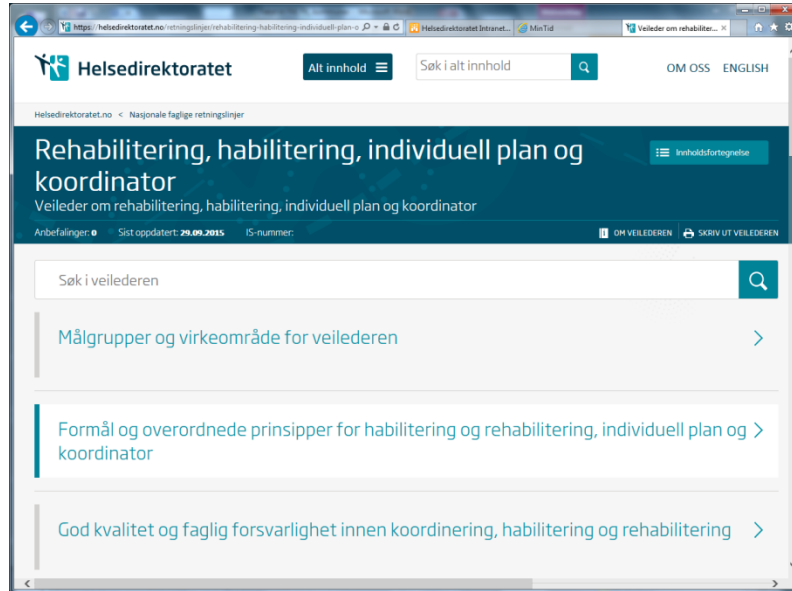 https://helsedirektoratet.no/retningslinjer/rehabilitering-habilitering-individuell-plan-o
Helsedirektoratet Intranet...
MinTid
Veileder om rehabiliter...
Helsedirektoratet
Alt innhold
Søk i alt innhold
OM OSS ENGLISH
Helsedirektoratet.no < Nasjonale faglige retningslinjer
Rehabilitering, habilitering, individuell plan og
koordinator
Innholdsfortegnelse
Veileder om rehabilitering, habilitering, individuell plan og koordinator
Anbefalinger: 0 Sist oppdatert: 29.09.2015 IS-nummer:
OM VEILEDEREN SKRIV UT VEILEDEREN
Søk i veilederen
Målgrupper og virkeområde for veilederen
Formål og overordnede prinsipper for habilitering og rehabilitering, individuell plan og
koordinator
God kvalitet og faglig forsvarlighet innen koordinering, habilitering og rehabilitering